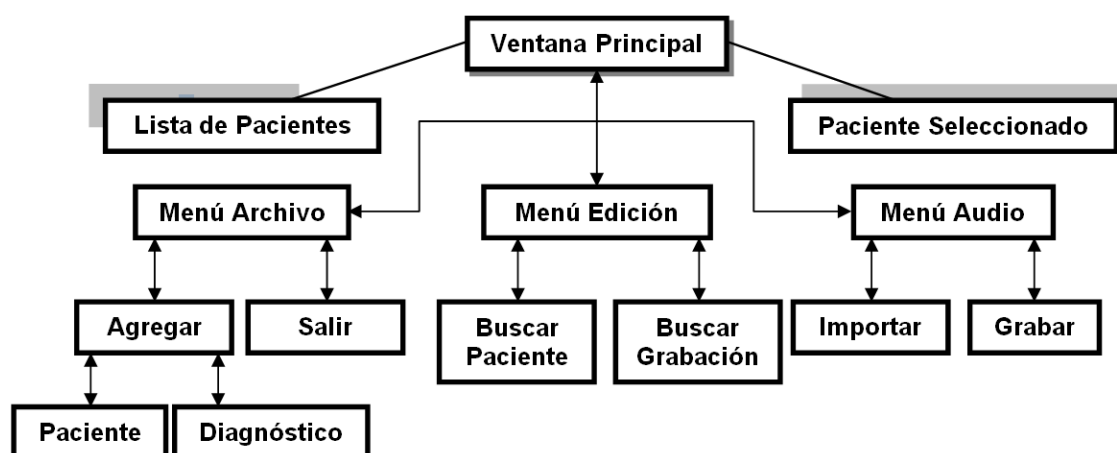 Ventana Principal
Lista de Pacientes
Paciente Seleccionado
Menú Archivo
Menú Edición
Menú Audio
Agregar
Salir
Buscar
Paciente
Buscar
Grabación
Importar
Grabar
Paciente
Diagnóstico